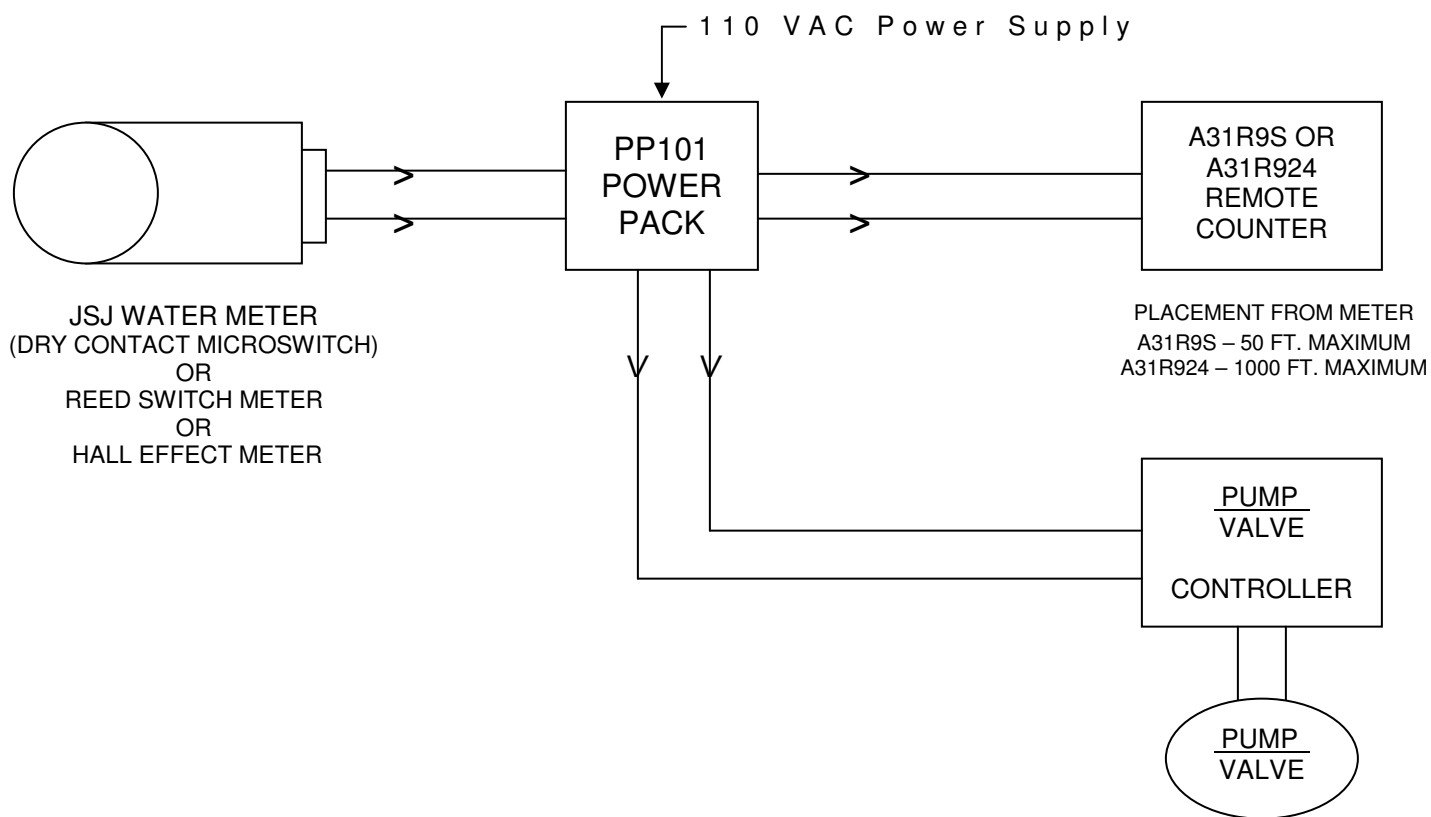 110 VAC Power Supply
PP101
POWER
PACK
A31R9S OR
A31R924
REMOTE
COUNTER
JSJ WATER METER
(DRY CONTACT MICROSWITCH)
OR
REED SWITCH METER
OR
HALL EFFECT METER
PLACEMENT FROM METER
A31R9S – 50 FT. MAXIMUM
A31R924 – 1000 FT. MAXIMUM
PUMP
VALVE
CONTROLLER
PUMP
VALVE